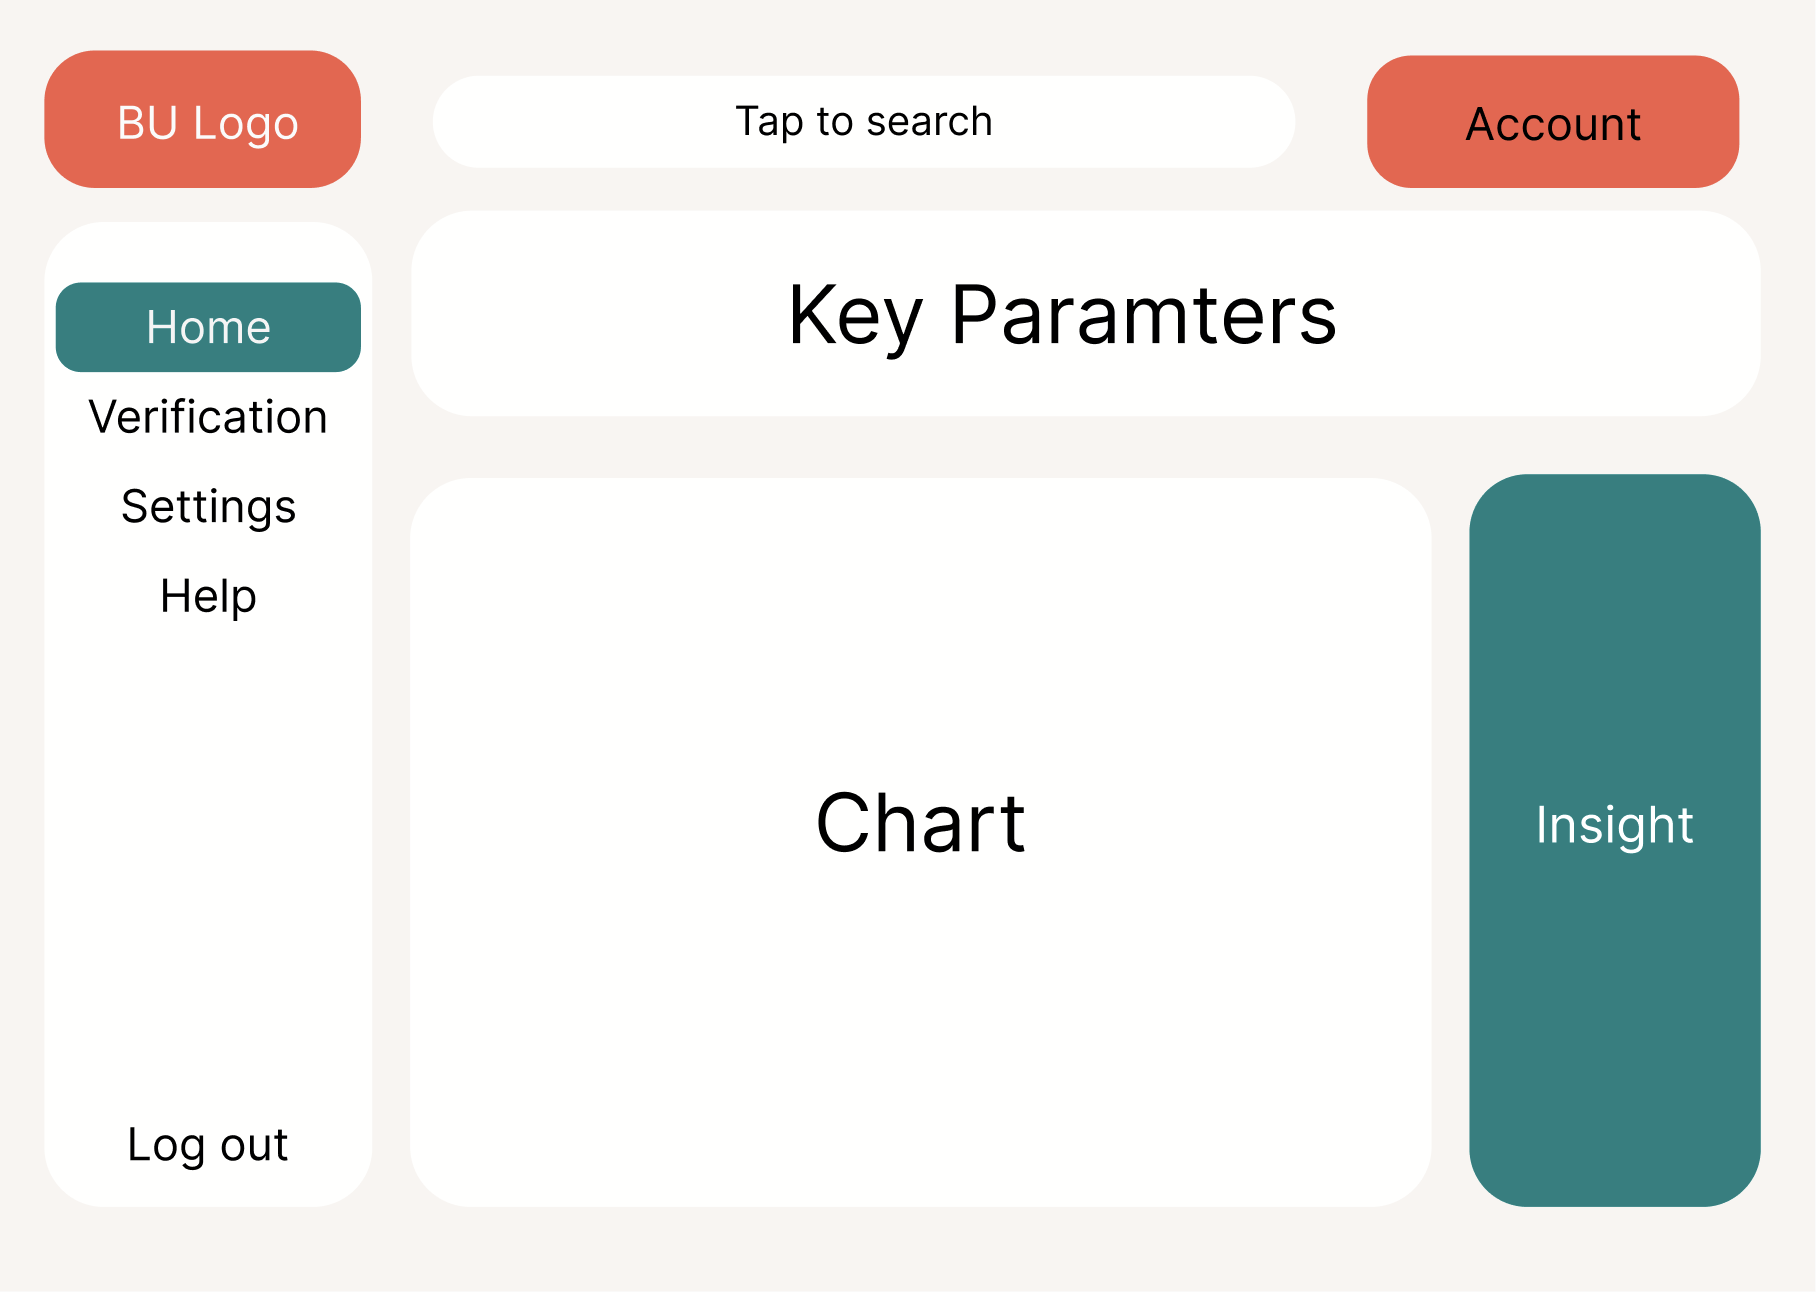 BU Logo
Tap to search
Account
Home
Verification
Settings
Help
Log out
Key Paramters
Chart
Insight